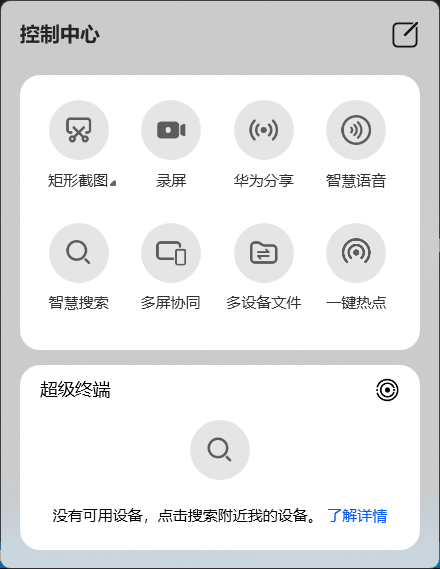 控制中心
矩形截图 录屏 华为分享 智慧语音
智慧搜索 多屏协同 多设备文件 一键热点
超级终端
没有可用设备，点击搜索附近我的设备。 了解详情